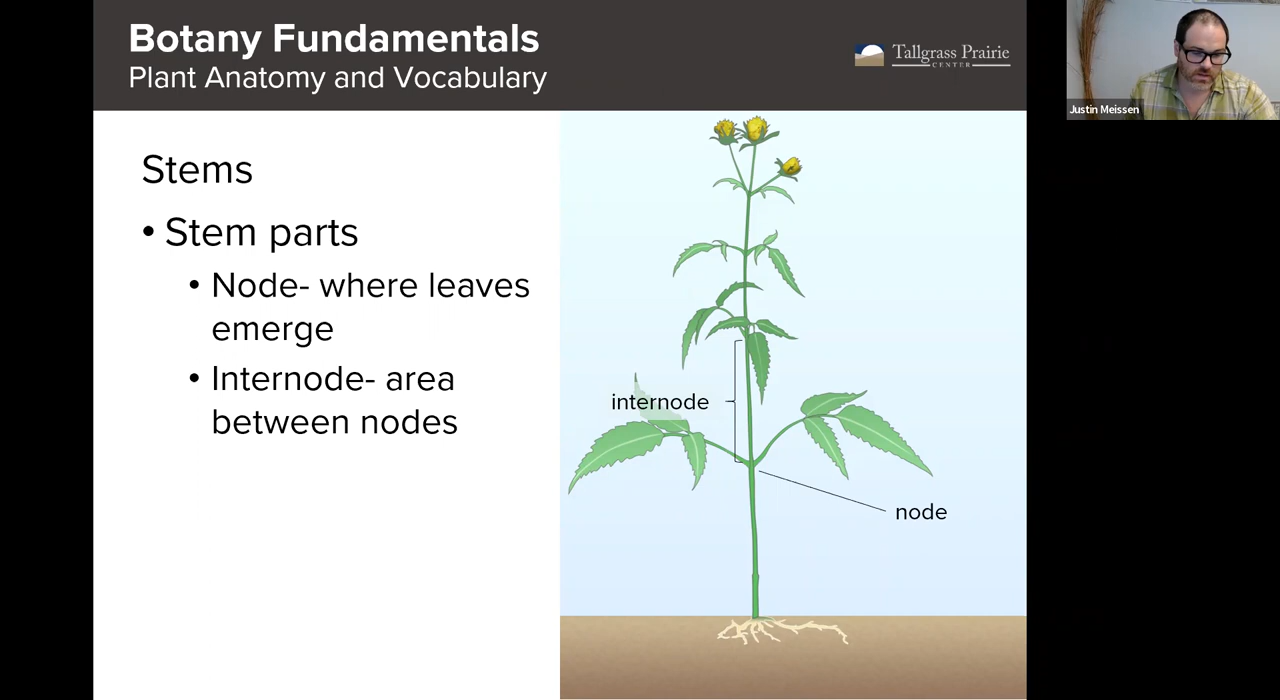 Botany Fundamentals
Plant Anatomy and Vocabulary
Tallgrass Prairie
CENTER
Justin Meissen
Stems
• Stem parts
• Node- where leaves
emerge
• Internode- area
between nodes
internode
node